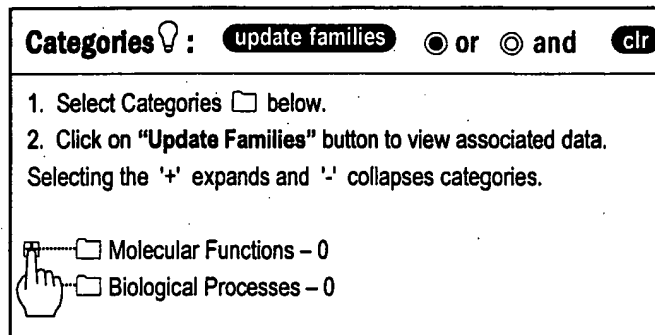 Categories : update families or and clr
1. Select Categories below.
2. Click on "Update Families" button to view associated data.
Selecting the '+' expands and '-' collapses categories.
Molecular Functions – 0
Biological Processes – 0